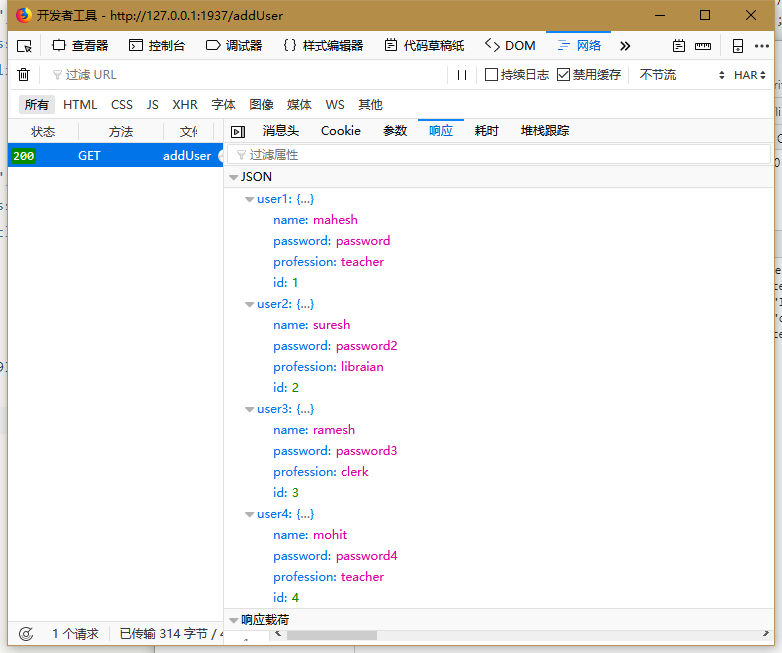 开发者工具 - http://127.0.0.1:1937/addUser
查看器 控制台 调试器 {} 样式编辑器 代码草稿纸 DOM 网络
过滤 URL 持续日志 禁用缓存 不节流 HAR
所有 HTML CSS JS XHR 字体 图像 媒体 WS 其他
状态 方法 文件 消息头 Cookie 参数 响应 耗时 堆栈跟踪
200 GET addUser 过滤属性
JSON
user1: {…}
name: mahesh
password: password
profession: teacher
id: 1
user2: {…}
name: suresh
password: password2
profession: libraian
id: 2
user3: {…}
name: ramesh
password: password3
profession: clerk
id: 3
user4: {…}
name: mohit
password: password4
profession: teacher
id: 4
响应载荷
1 个请求 已传输 314 字节 /